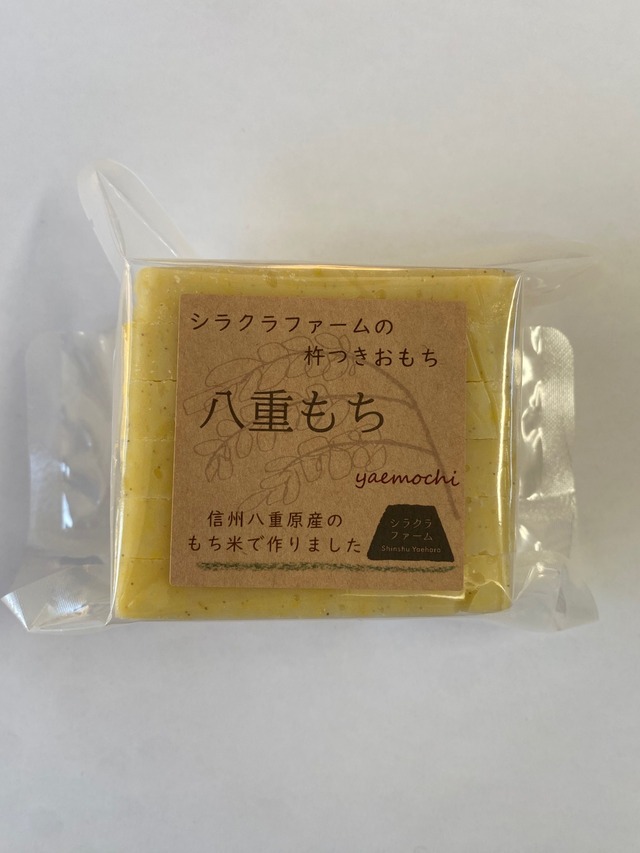 シラクラファームの
杵つきおもち
八重もち
yaemochi
信州八重原産の
もち米で作りました
シラクラ
ファーム
Shinshu Yaehara